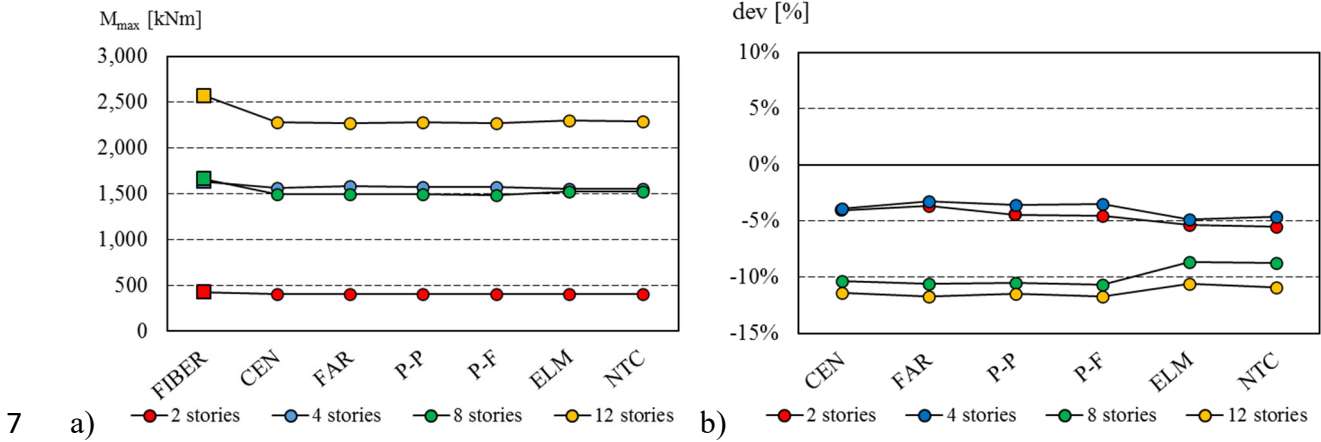 M_max [kNm]
3,000
2,500
2,000
1,500
1,000
500
0
FIBER CEN FAR P-P P-F ELM NTC
2 stories 4 stories 8 stories 12 stories
7 a)
dev [%]
10%
5%
0%
-5%
-10%
-15%
CEN FAR P-P P-F ELM NTC
2 stories 4 stories 8 stories 12 stories
b)